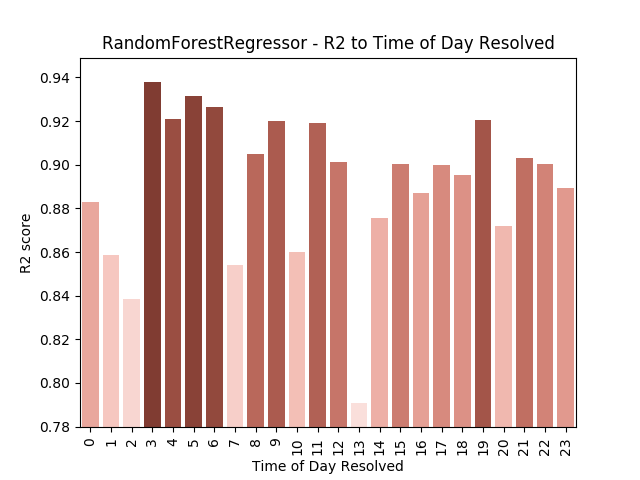 RandomForestRegressor - R2 to Time of Day Resolved
0.94
0.92
0.90
0.88
0.86
0.84
0.82
0.80
0.78
R2 score
0 1 2 3 4 5 6 7 8 9 10 11 12 13 14 15 16 17 18 19 20 21 22 23
Time of Day Resolved